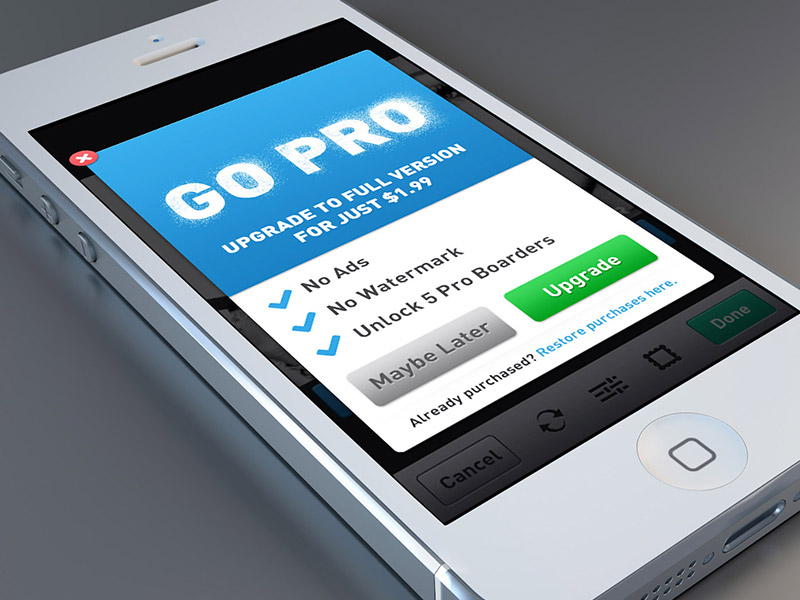 GO PRO
UPGRADE TO FULL VERSION
FOR JUST $1.99
No Ads
No Watermark
Unlock 5 Pro Boarders
Maybe Later
Upgrade
Already purchased? Restore purchases here.
Cancel
Done